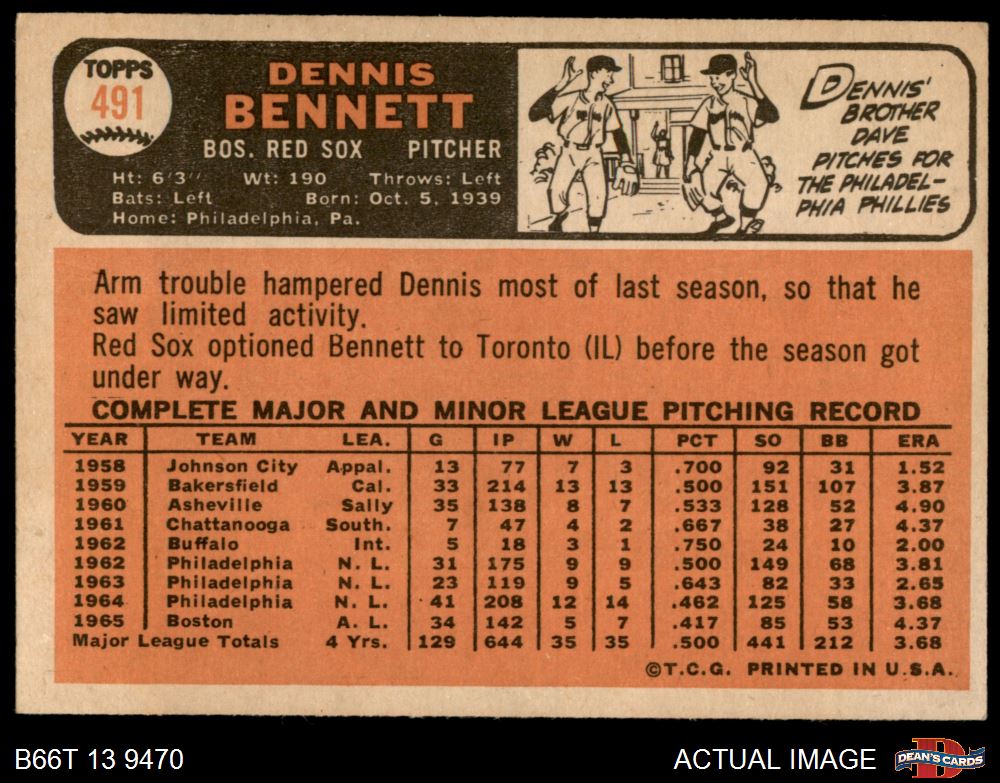 TOPPS
491
DENNIS
BENNETT
BOS. RED SOX PITCHER
Ht: 6'3" Wt: 190 Throws: Left
Bats: Left Born: Oct. 5, 1939
Home: Philadelphia, Pa.
DENNIS'
BROTHER
DAVE
PITCHES FOR
THE PHILADEL-
PHIA PHILLIES
Arm trouble hampered Dennis most of last season, so that he
saw limited activity.
Red Sox optioned Bennett to Toronto (IL) before the season got
under way.
COMPLETE MAJOR AND MINOR LEAGUE PITCHING RECORD
YEAR TEAM LEA. G IP W L PCT SO BB ERA
1958 Johnson City Appal. 13 77 7 3 .700 92 31 1.52
1959 Bakersfield Cal. 33 214 13 13 .500 151 107 3.87
1960 Asheville Sally 35 138 8 7 .533 128 52 4.90
1961 Chattanooga South. 7 47 4 2 .667 38 27 4.37
1962 Buffalo Int. 5 18 3 1 .750 24 10 2.00
1962 Philadelphia N. L. 31 175 9 9 .500 149 68 3.81
1963 Philadelphia N. L. 23 119 9 5 .643 82 33 2.65
1964 Philadelphia N. L. 41 208 12 14 .462 125 58 3.68
1965 Boston A. L. 34 142 5 7 .417 85 53 4.37
Major League Totals 4 Yrs. 129 644 35 35 .500 441 212 3.68
©T.C.G. PRINTED IN U.S.A.
B66T 13 9470
ACTUAL IMAGE
DEAN'S CARDS